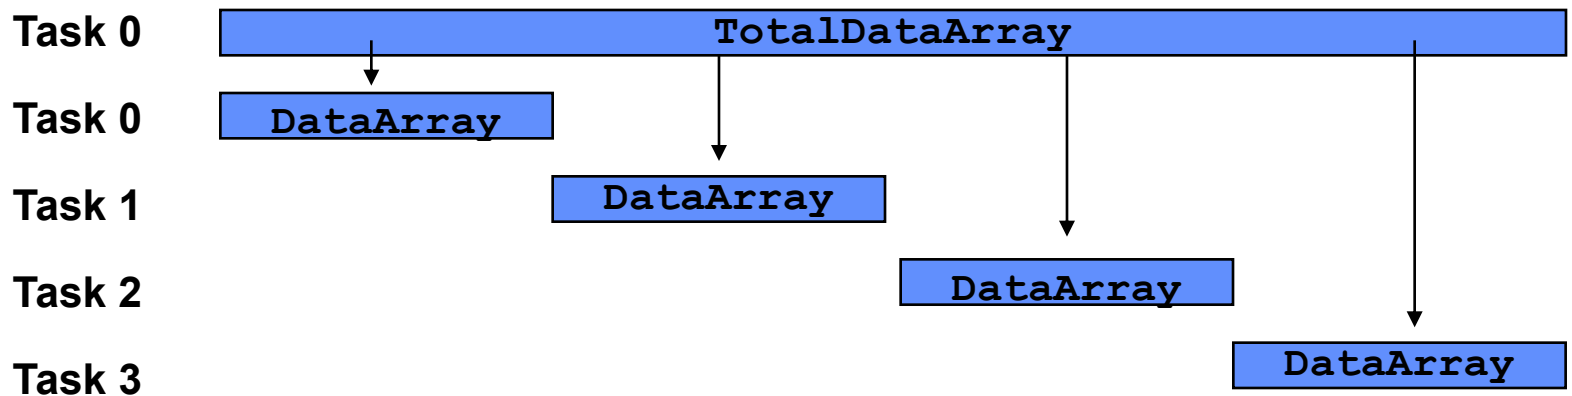 Task 0 TotalDataArray
Task 0 DataArray
Task 1 DataArray
Task 2 DataArray
Task 3 DataArray